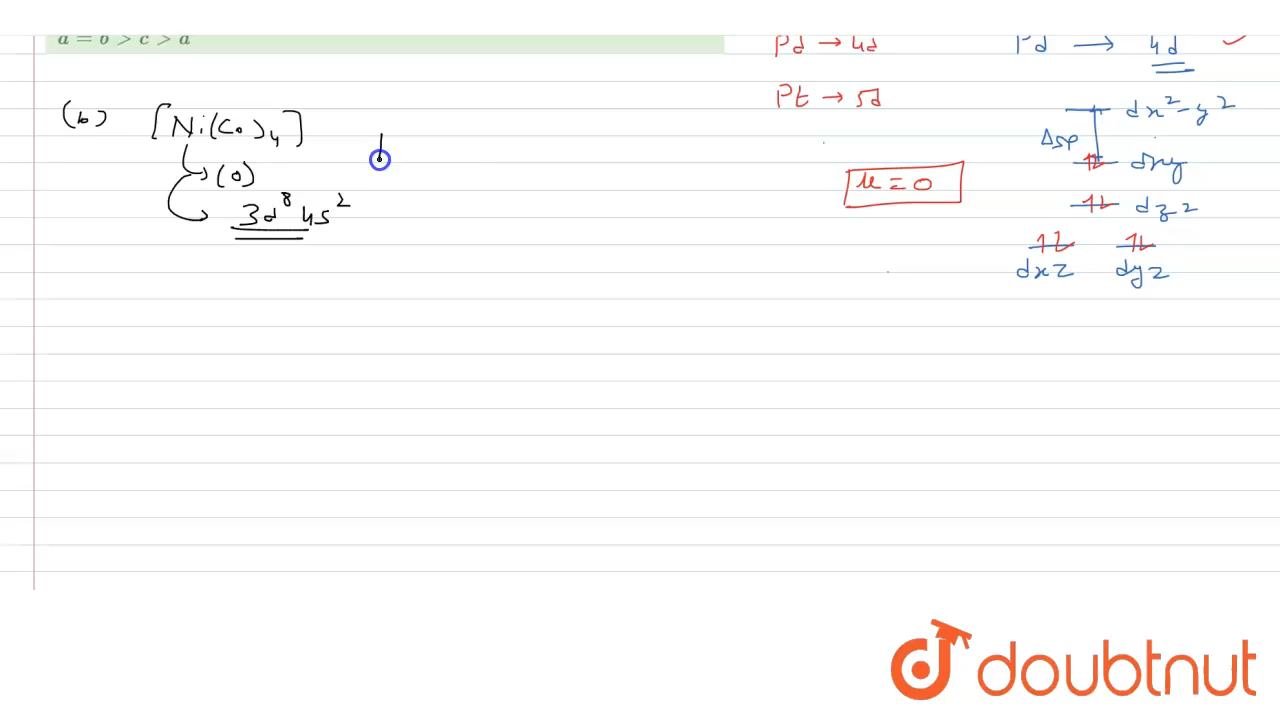 a = b > c > a
(b) [Ni(Co)4]
(0)
3d⁸ 4s²
Pd → 4d
Pt → 5d
μ = 0
Pd → 4d ✓
dx²-y²
Δsp
dxy
dz²
dxz dyz
doubtnut